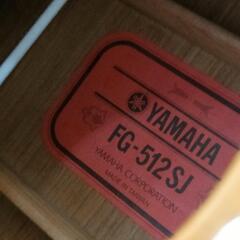 YAMAHA
FG-512SJ
YAMAHA CORPORATION
MADE IN TAIWAN